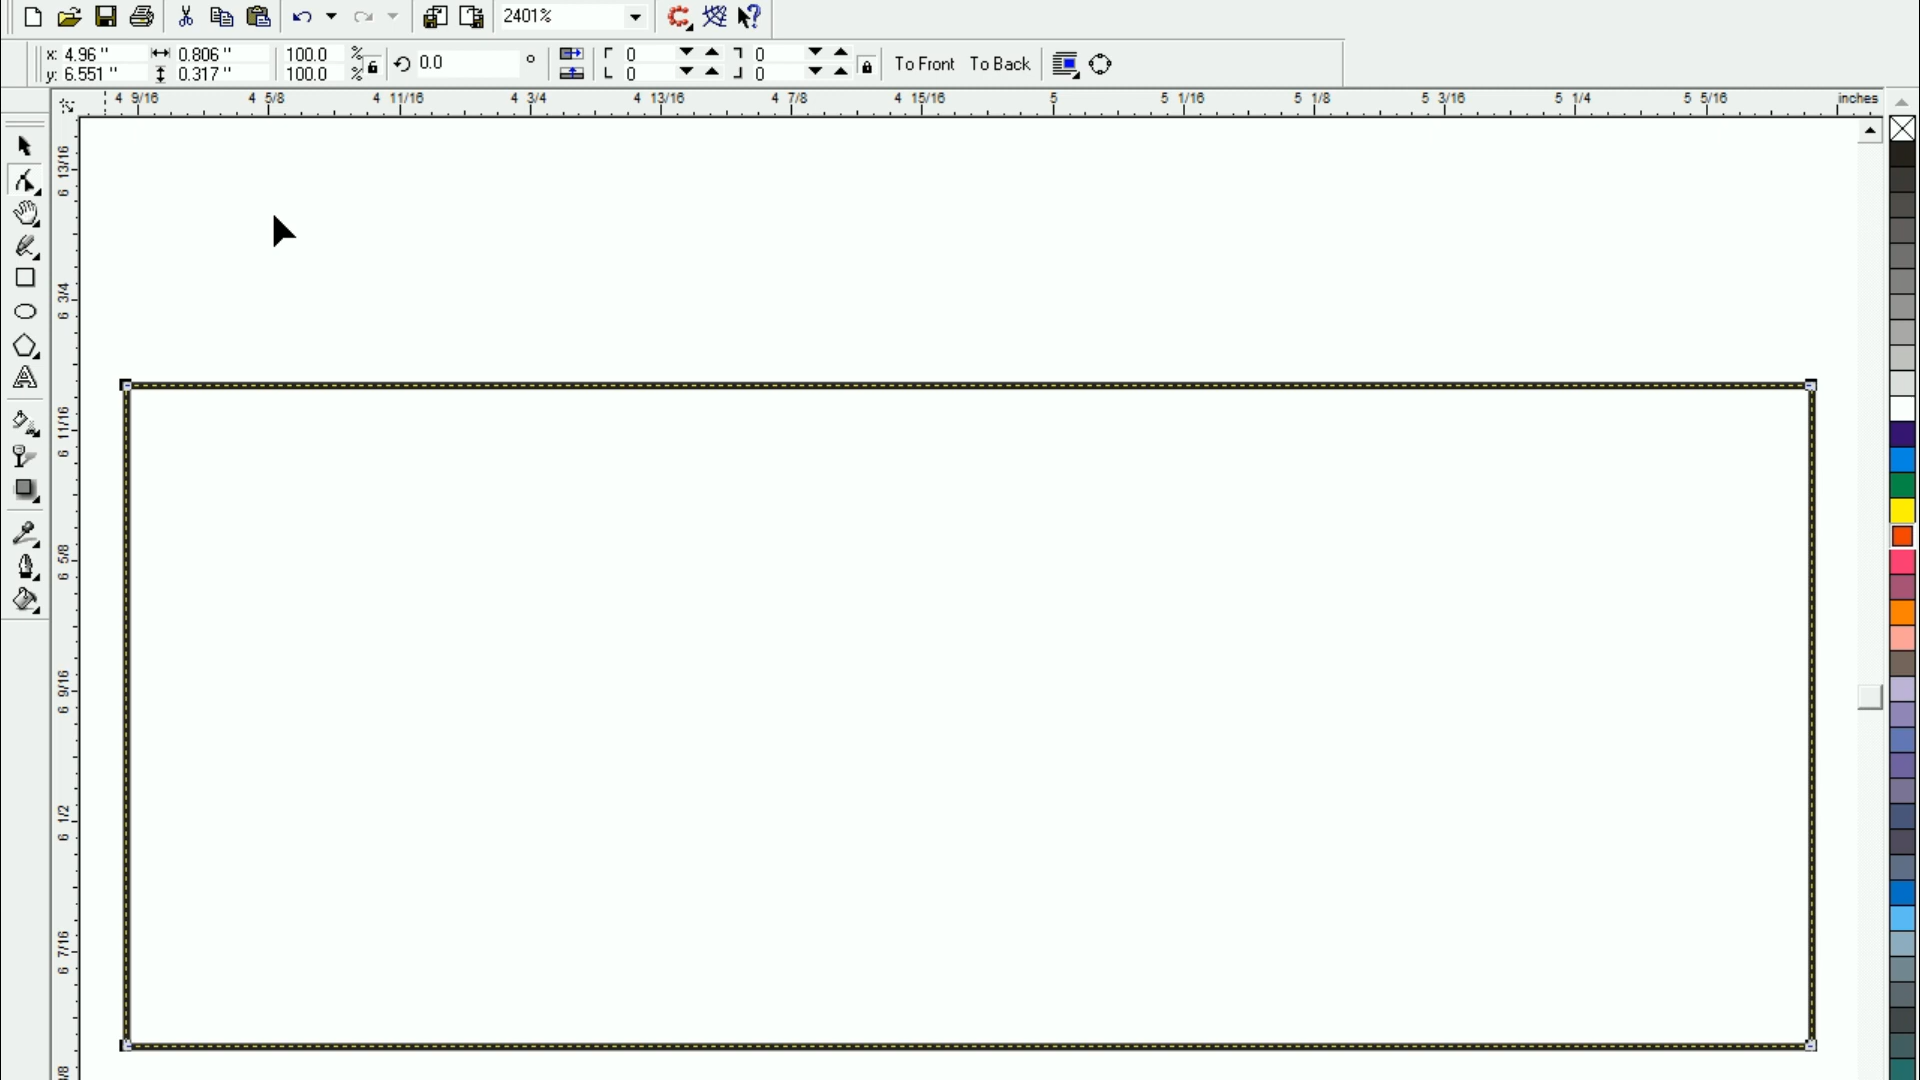 2401%
x: 4.96 " 0.806 " 100.0 % 0.0 ° 0 0 To Front To Back
y: 6.551 " 0.317 " 100.0 % 0 0
4 9/16 4 5/8 4 11/16 4 3/4 4 13/16 4 7/8 4 15/16 5 5 1/16 5 1/8 5 3/16 5 1/4 5 5/16 inches
6 13/16
6 3/4
6 11/16
6 5/8
6 9/16
6 1/2
6 7/16